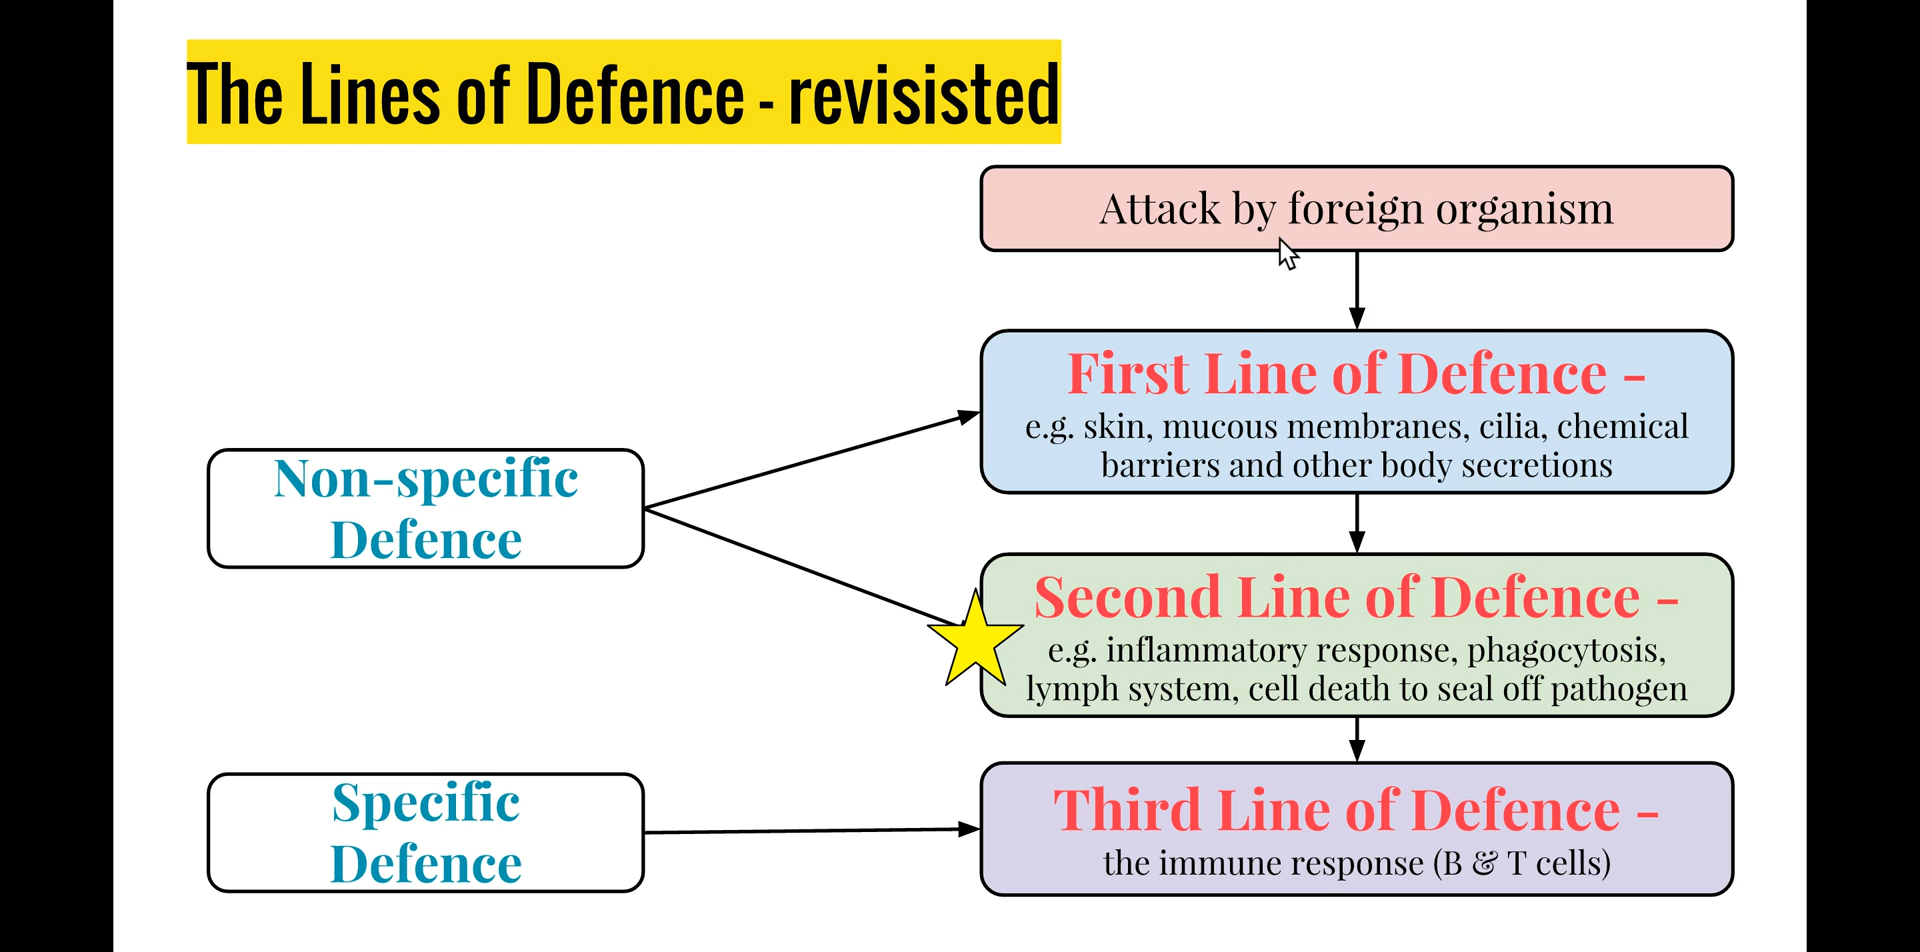 The Lines of Defence - revisisted
Attack by foreign organism
First Line of Defence -
e.g. skin, mucous membranes, cilia, chemical
barriers and other body secretions
Non-specific
Defence
Second Line of Defence -
e.g. inflammatory response, phagocytosis,
lymph system, cell death to seal off pathogen
Specific
Defence
Third Line of Defence -
the immune response (B & T cells)